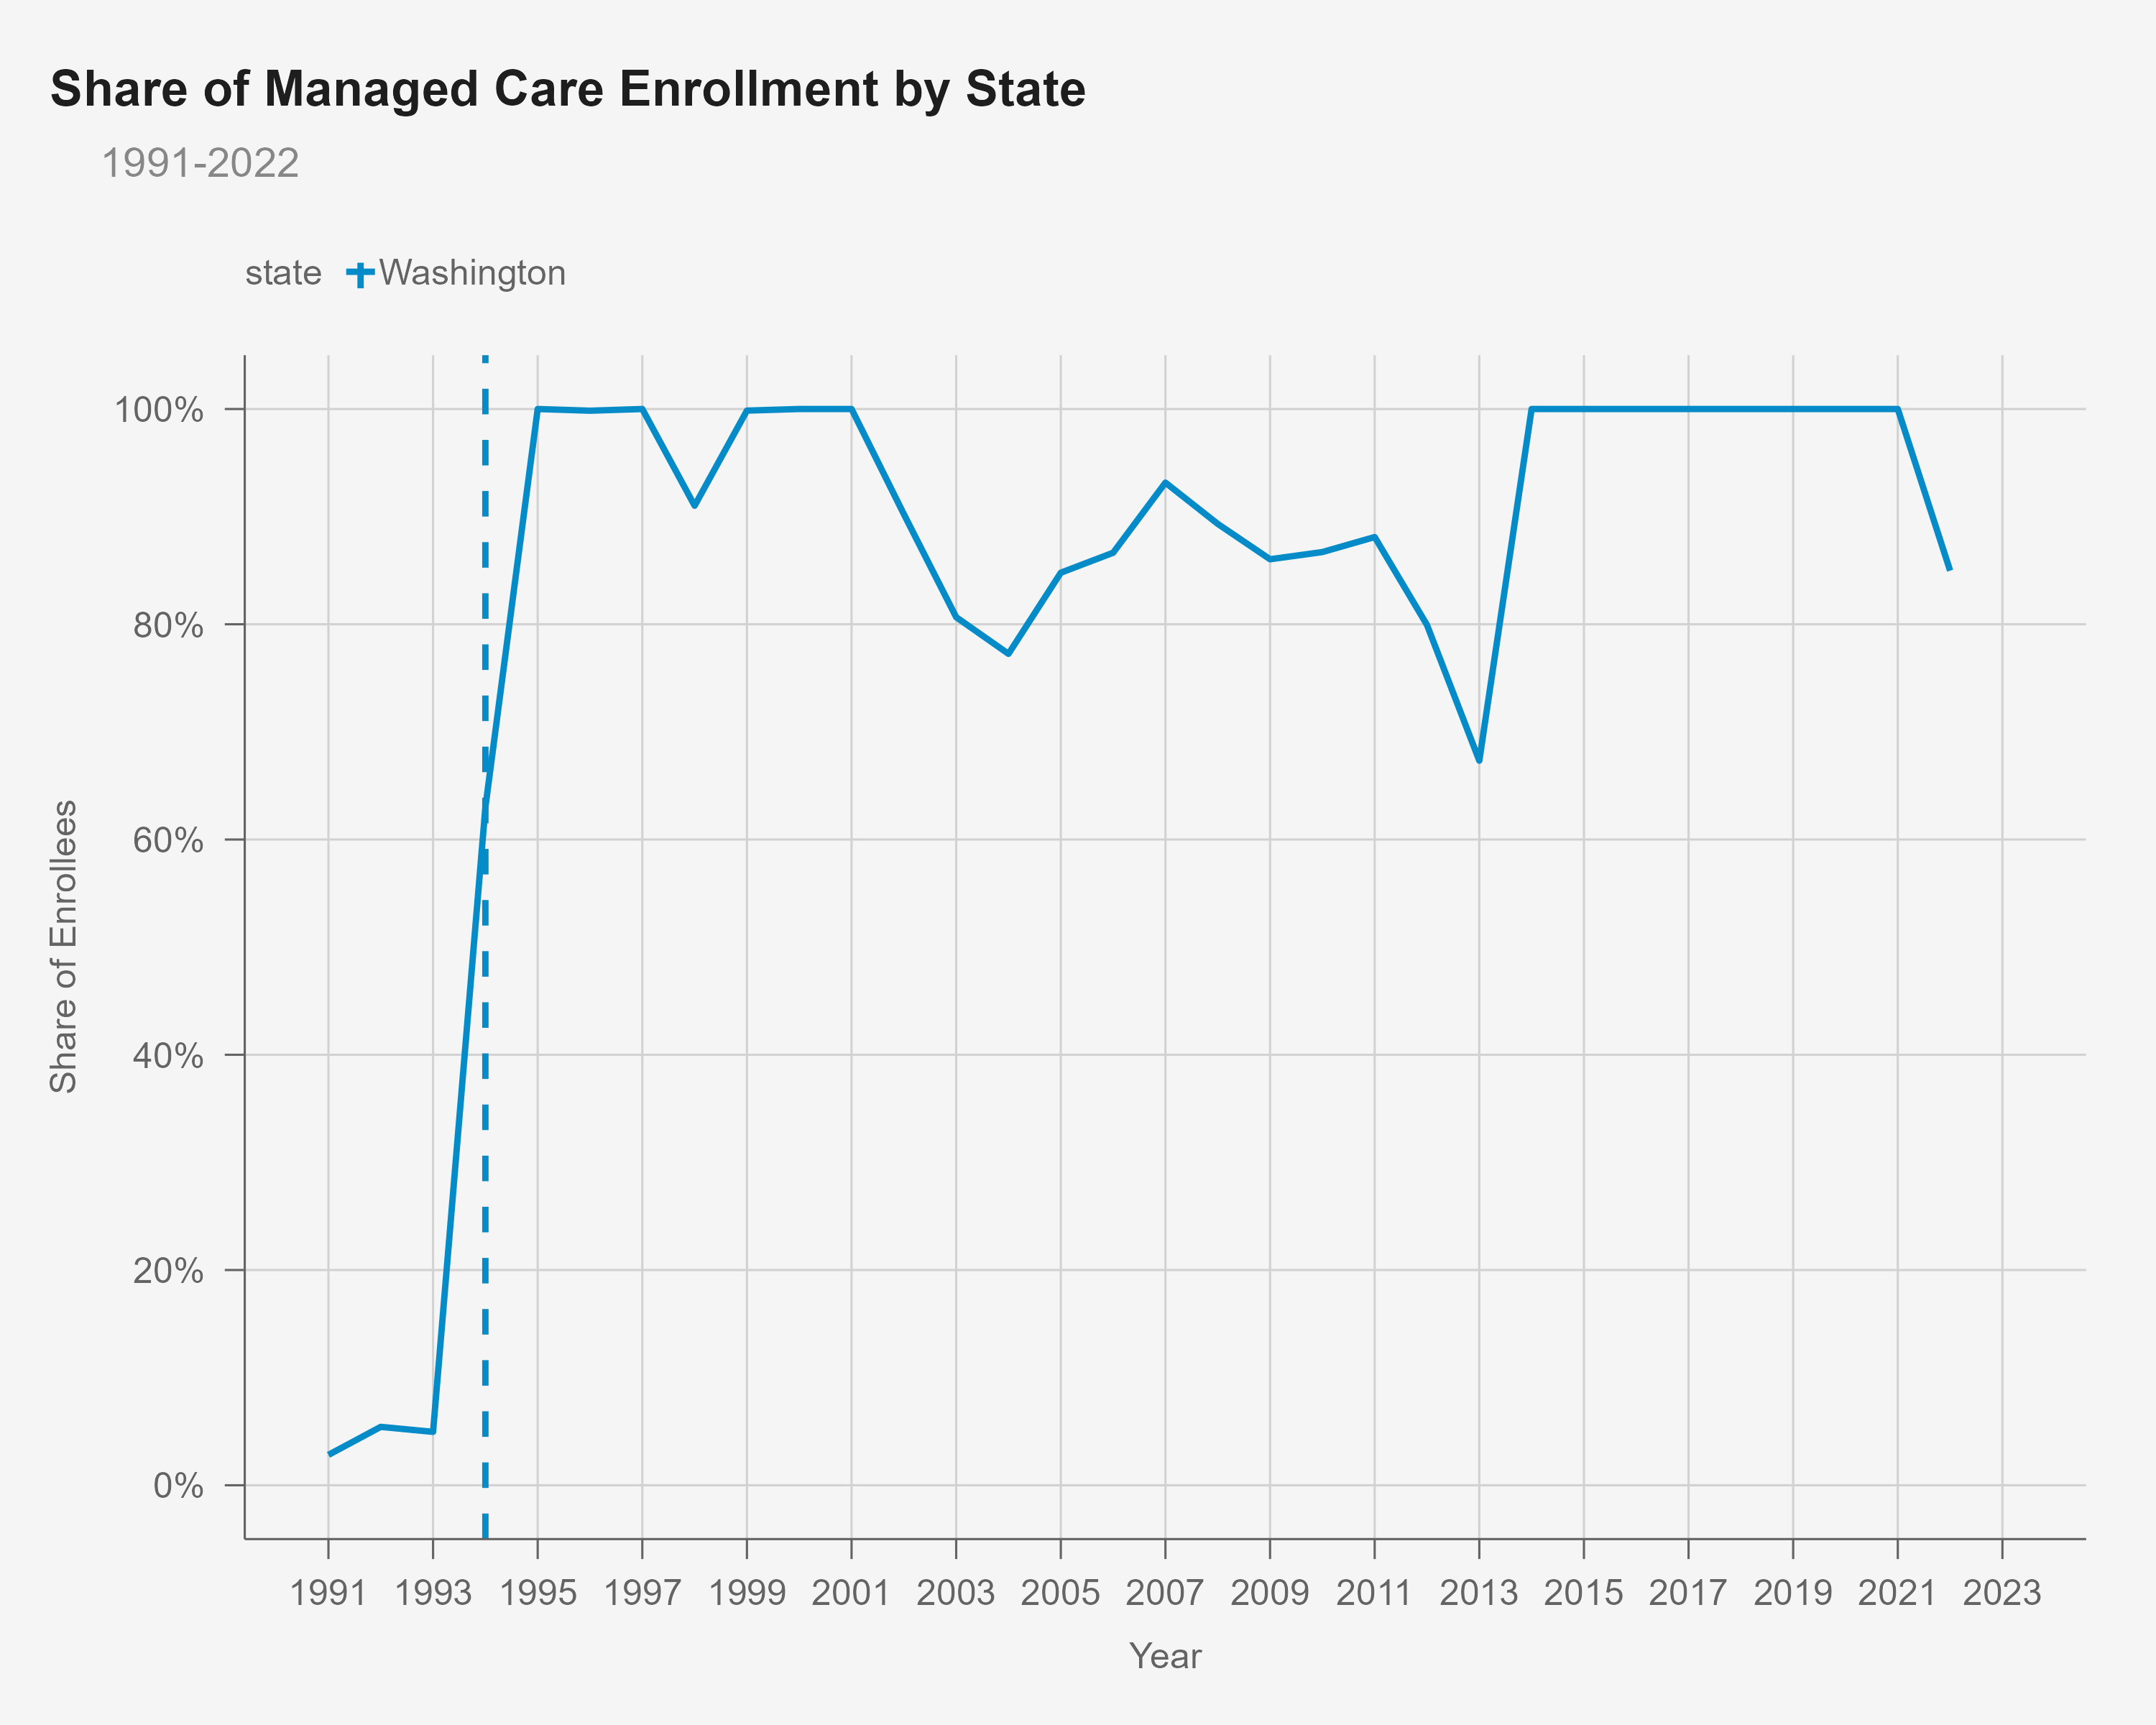 Share of Managed Care Enrollment by State
1991-2022
state Washington
100%
80%
60%
40%
20%
0%
Share of Enrollees
1991 1993 1995 1997 1999 2001 2003 2005 2007 2009 2011 2013 2015 2017 2019 2021 2023
Year